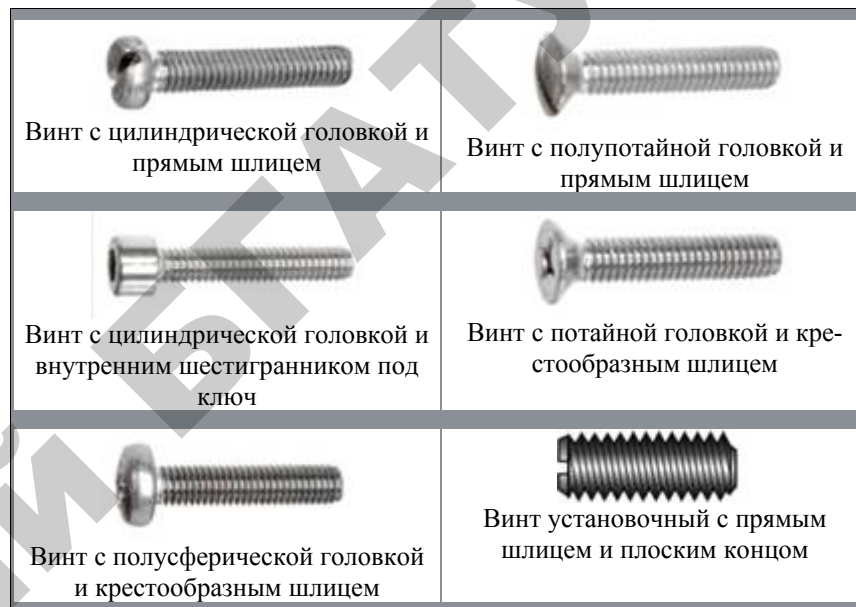 Винт с цилиндрической головкой и
прямым шлицем
Винт с полупотайной головкой и
прямым шлицем
Винт с цилиндрической головкой и
внутренним шестигранником под
ключ
Винт с потайной головкой и кре-
стообразным шлицем
Винт с полусферической головкой
и крестообразным шлицем
Винт установочный с прямым
шлицем и плоским концом
БГАТУ